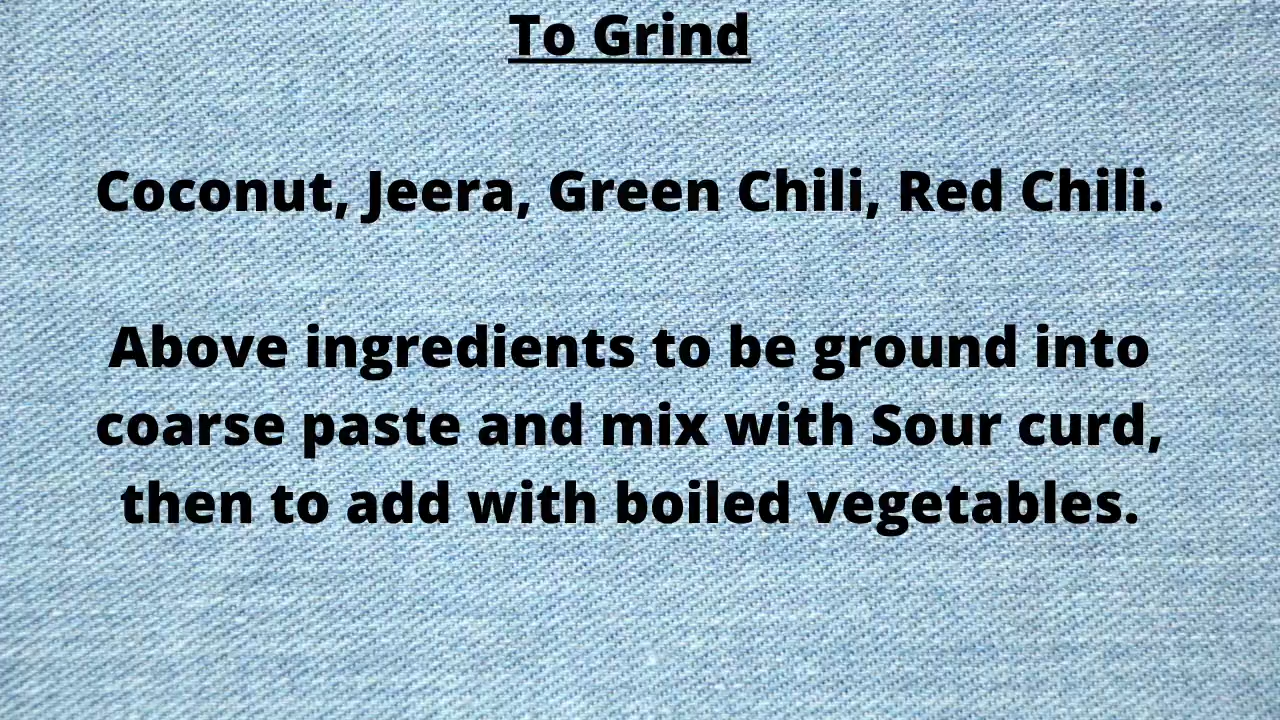 To Grind
Coconut, Jeera, Green Chili, Red Chili.
Above ingredients to be ground into
coarse paste and mix with Sour curd,
then to add with boiled vegetables.